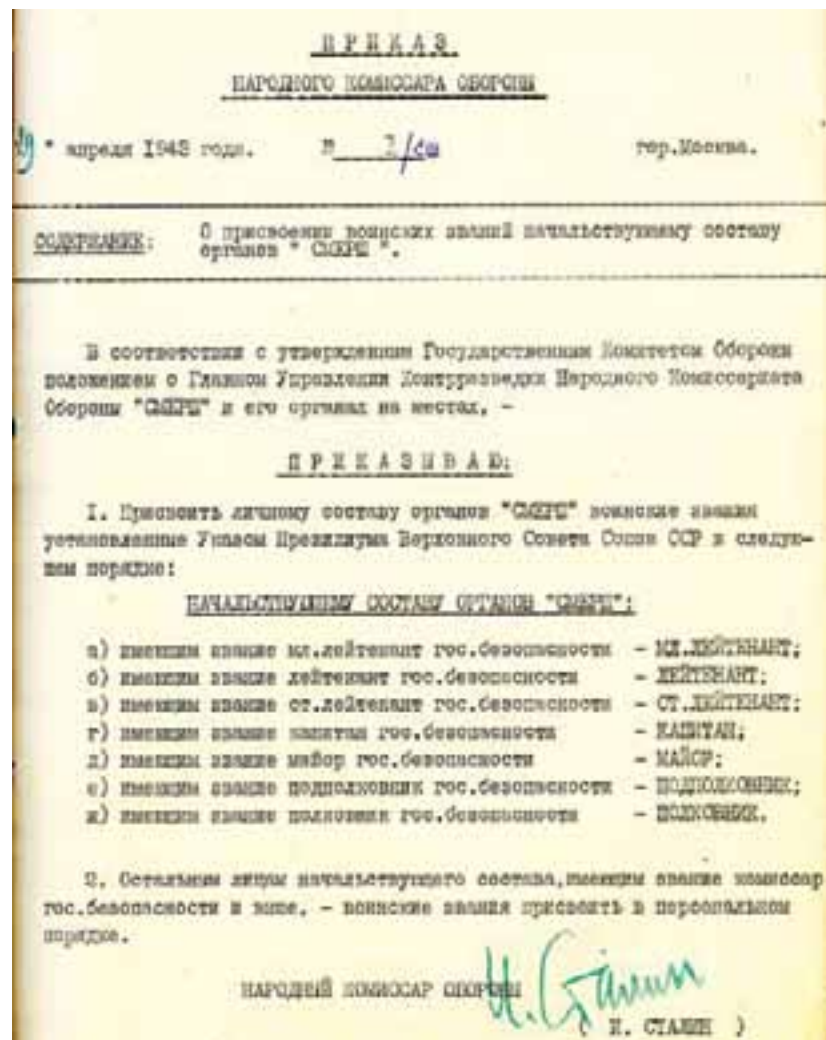 ПРИКАЗ
НАРОДНОГО КОМИССАРА ОБОРОНЫ
29 " апреля 1943 года. № 1/сш гор.Москва.
СОДЕРЖАНИЕ: О присвоении воинских званий начальствующему составу
органов " СМЕРШ ".
В соответствии с утвержденным Государственным Комитетом Обороны
положением о Главном Управлении Контрразведки Народного Комиссариата
Обороны "СМЕРШ" и его органах на местах, -
ПРИКАЗЫВАЮ:
I. Присвоить личному составу органов "СМЕРШ" воинские звания
установленные Указом Президиума Верховного Совета Союза ССР в следую-
щем порядке:
НАЧАЛЬСТВУЮЩЕМУ СОСТАВУ ОРГАНОВ "СМЕРШ":
а) имеющим звание мл.лейтенант гос.безопасности - МЛ.ЛЕЙТЕНАНТ;
б) имеющим звание лейтенант гос.безопасности - ЛЕЙТЕНАНТ;
в) имеющим звание ст.лейтенант гос.безопасности - СТ.ЛЕЙТЕНАНТ;
г) имеющим звание капитан гос.безопасности - КАПИТАН;
д) имеющим звание майор гос.безопасности - МАЙОР;
е) имеющим звание подполковник гос.безопасности - ПОДПОЛКОВНИК;
ж) имеющим звание полковник гос.безопасности - ПОЛКОВНИК.
2. Остальным лицам начальствующего состава,имеющим звание комиссар
гос.безопасности и выше, - воинские звания присвоить в персональном
порядке.
НАРОДНЫЙ КОМИССАР ОБОРОНЫ И. Сталин
( И. СТАЛИН )